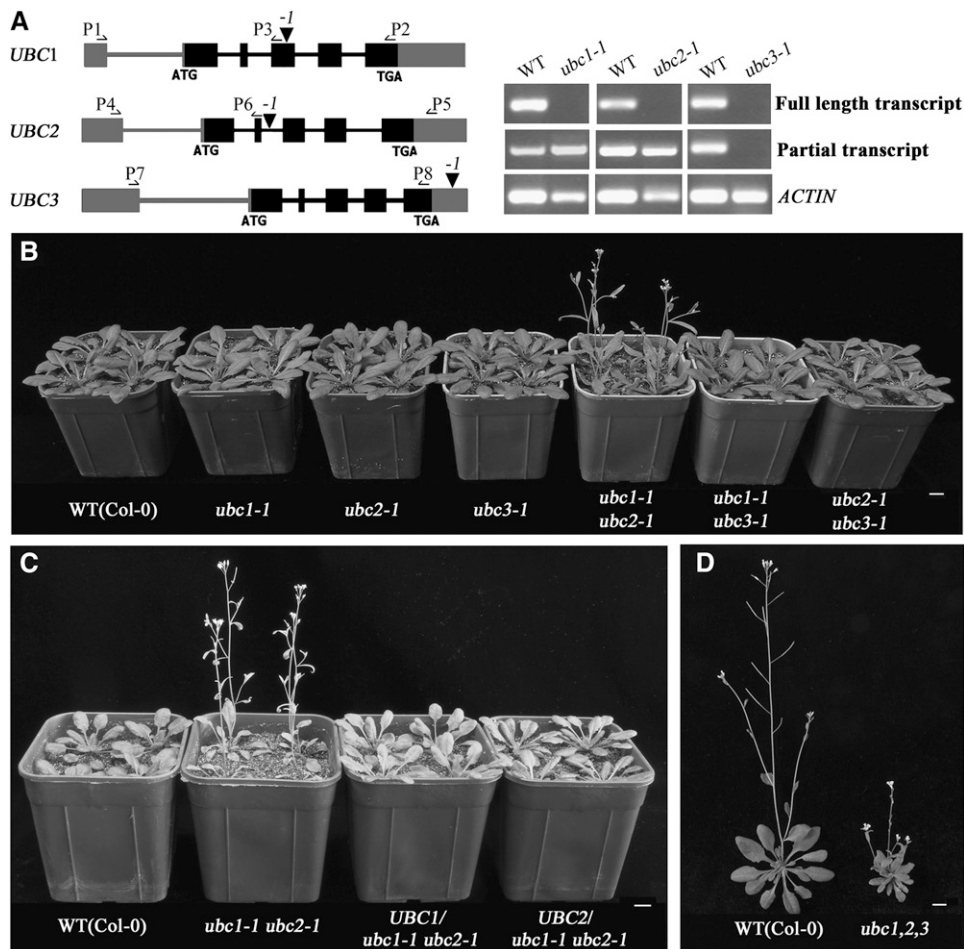 A
P1
P3
-1
P2
UBC1
ATG
TGA
P4
P6
-1
P5
UBC2
ATG
TGA
P7
P8
-1
UBC3
ATG
TGA
WT ubc1-1 WT ubc2-1 WT ubc3-1
Full length transcript
Partial transcript
ACTIN
B
WT(Col-0)
ubc1-1
ubc2-1
ubc3-1
ubc1-1
ubc2-1
ubc1-1
ubc3-1
ubc2-1
ubc3-1
C
WT(Col-0)
ubc1-1 ubc2-1
UBC1/
ubc1-1 ubc2-1
UBC2/
ubc1-1 ubc2-1
D
WT(Col-0)
ubc1,2,3